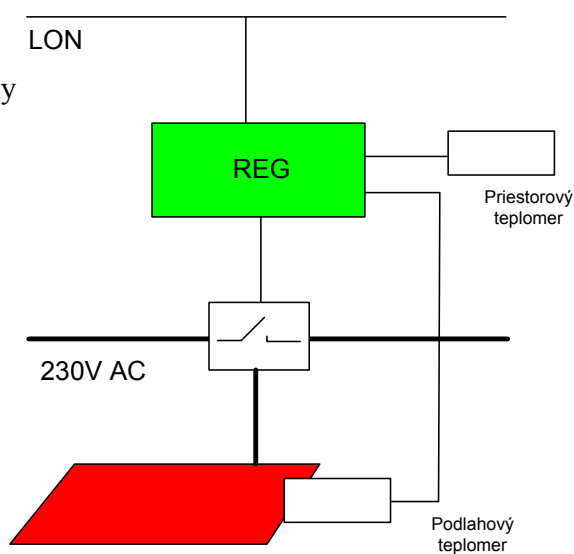 LON
REG
Priestorový
teplomer
230V AC
Podlahový
teplomer